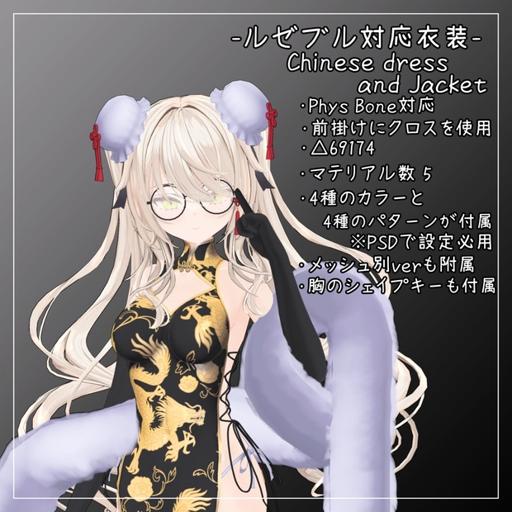 -ルゼブル対応衣装-
Chinese dress
and Jacket
・Phys Bone対応
・前掛けにクロスを使用
・△69174
・マテリアル数 5
・4種のカラーと
4種のパターンが付属
※PSDで設定必用
・メッシュ別verも附属
・胸のシェイプキーも付属